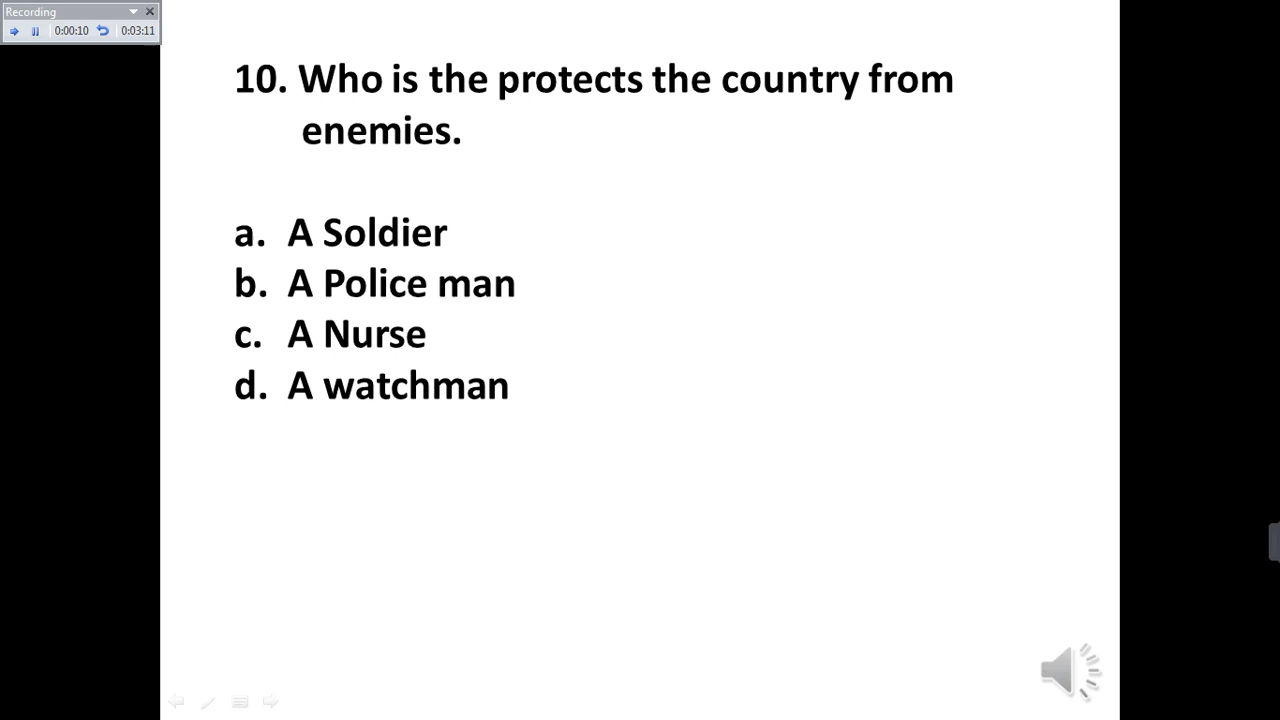 Recording
0:00:10 0:03:11
10. Who is the protects the country from
enemies.
a. A Soldier
b. A Police man
c. A Nurse
d. A watchman